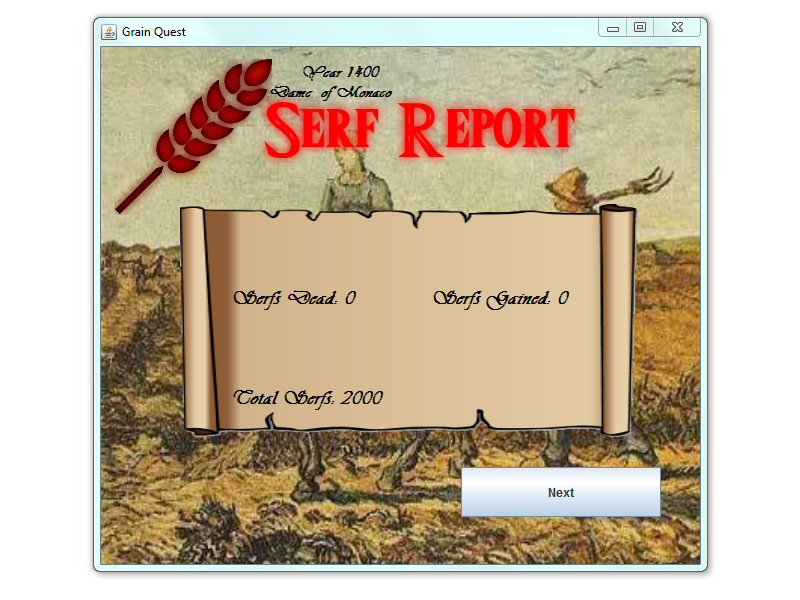 Grain Quest
Year 1400
Dame of Monaco
Serf Report
Serfs Dead: 0 Serfs Gained: 0
Total Serfs: 2000
Next